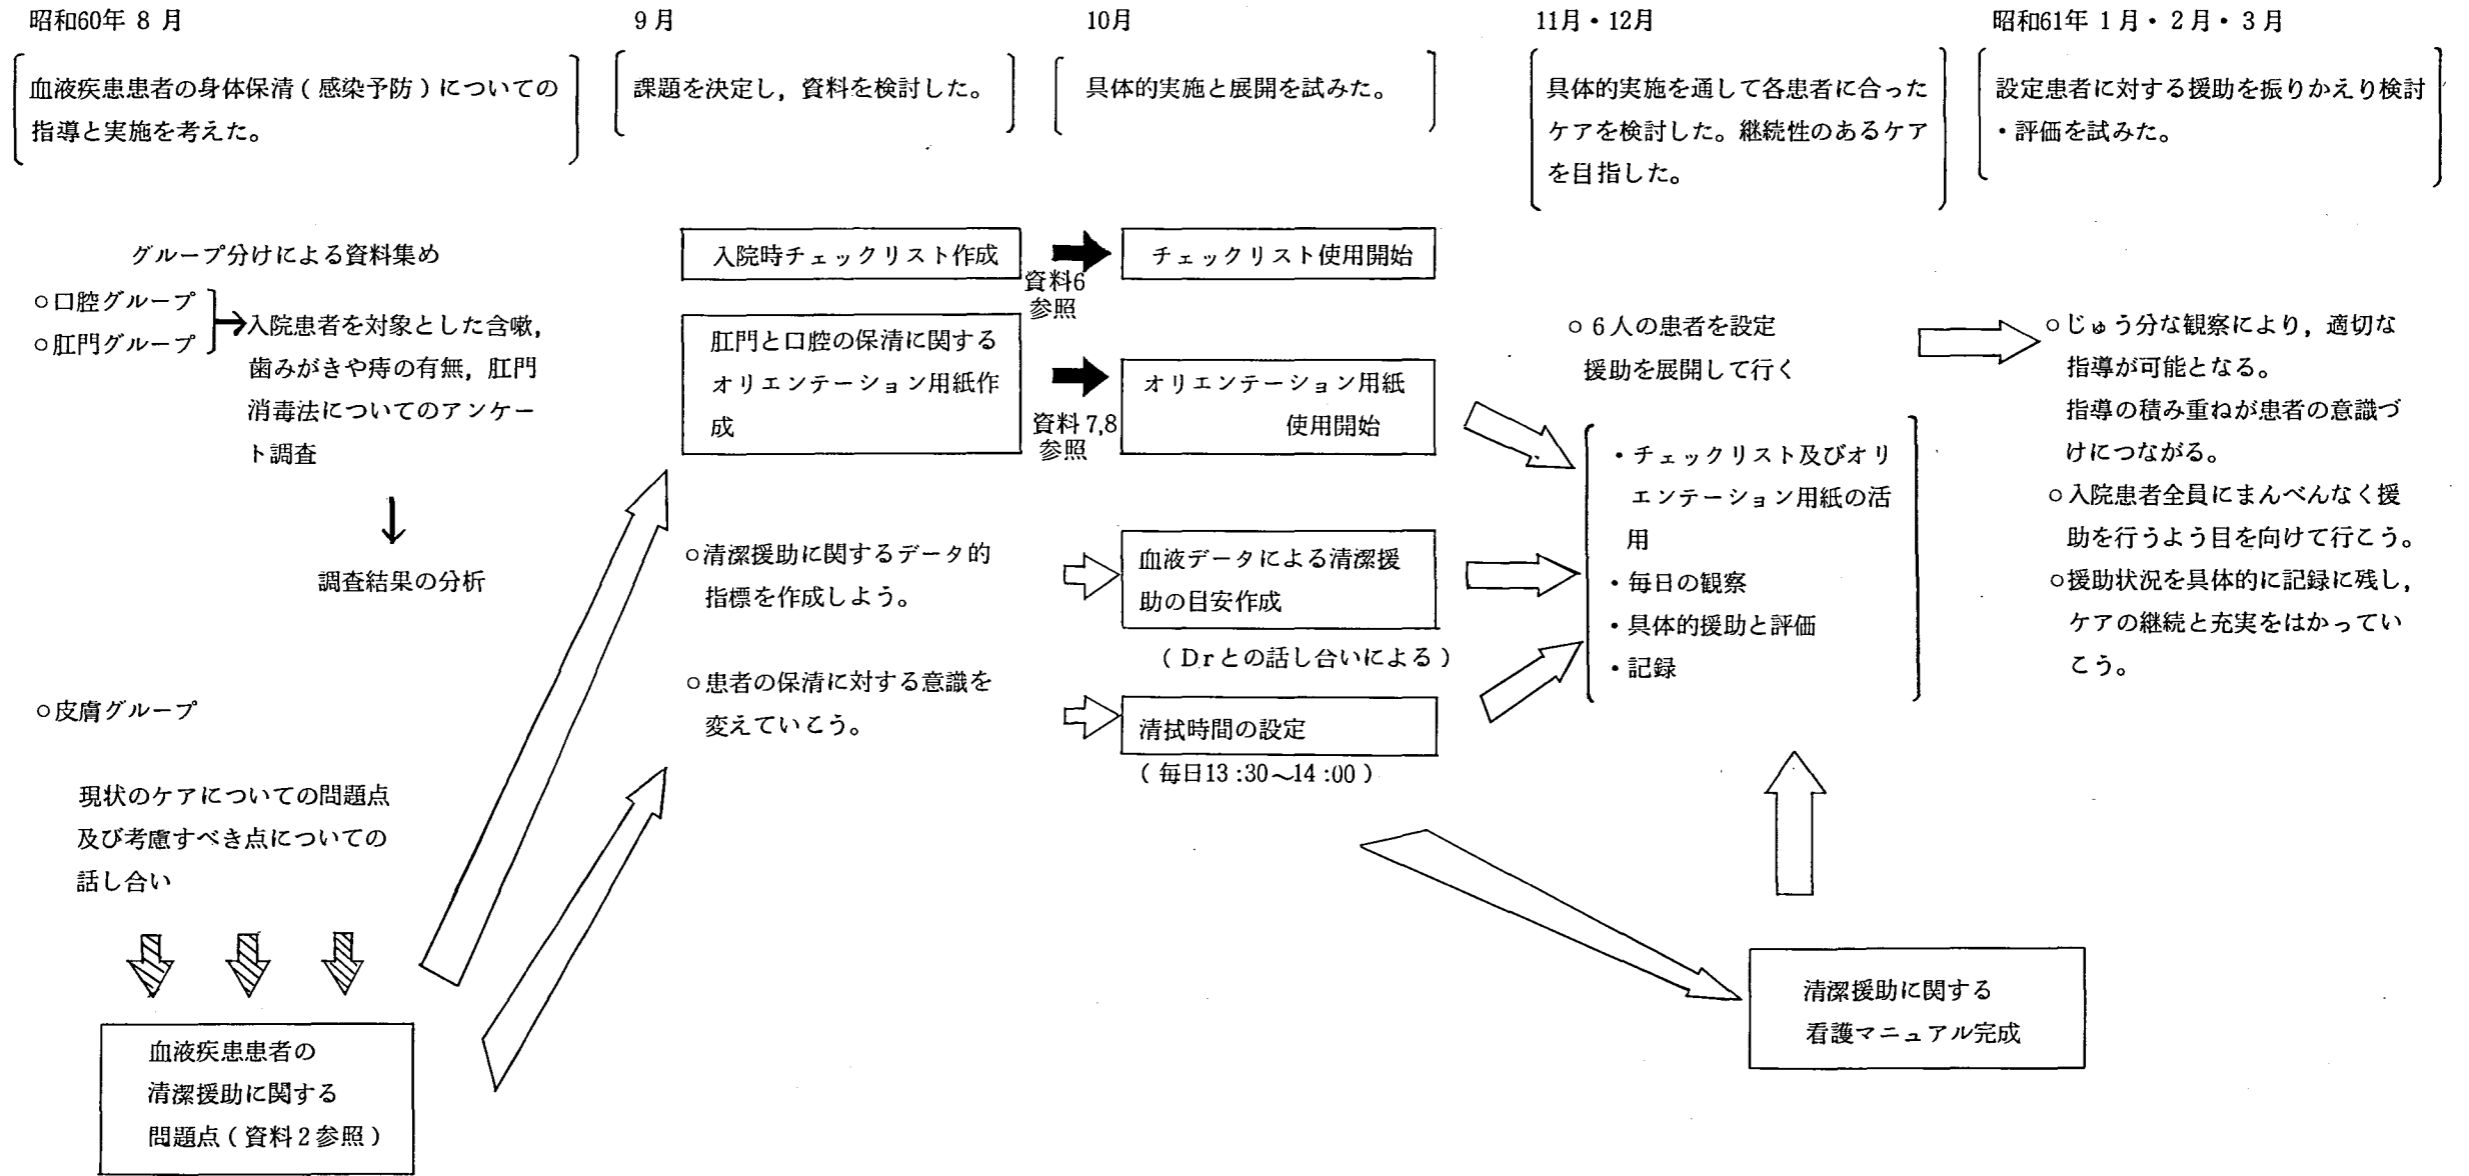 昭和60年 8 月
血液疾患患者の身体保清 ( 感染予防 ) についての
指導と実施を考えた。
グループ分けによる資料集め
○口腔グループ
○肛門グループ
入院患者を対象とした含嗽,
歯みがきや痔の有無, 肛門
消毒法についてのアンケー
ト調査
調査結果の分析
○皮膚グループ
現状のケアについての問題点
及び考慮すべき点についての
話し合い
血液疾患患者の
清潔援助に関する
問題点 ( 資料 2 参照 )
9 月
課題を決定し, 資料を検討した。
入院時チェックリスト作成
資料6
参照
肛門と口腔の保清に関する
オリエンテーション用紙作
成
資料 7,8
参照
○清潔援助に関するデータ的
指標を作成しよう。
○患者の保清に対する意識を
変えていこう。
10月
具体的実施と展開を試みた。
チェックリスト使用開始
オリエンテーション用紙
使用開始
血液データによる清潔援
助の目安作成
( Drとの話し合いによる )
清拭時間の設定
( 毎日13:30～14:00 )
11月・12月
具体的実施を通して各患者に合った
ケアを検討した。継続性のあるケア
を目指した。
○ 6人の患者を設定
援助を展開して行く
・チェックリスト及びオリ
エンテーション用紙の活
用
・毎日の観察
・具体的援助と評価
・記録
清潔援助に関する
看護マニュアル完成
昭和61年 1 月・ 2 月・ 3 月
設定患者に対する援助を振りかえり検討
・評価を試みた。
○じゅう分な観察により, 適切な
指導が可能となる。
指導の積み重ねが患者の意識づ
けにつながる。
○入院患者全員にまんべんなく援
助を行うよう目を向けて行こう。
○援助状況を具体的に記録に残し,
ケアの継続と充実をはかってい
こう。